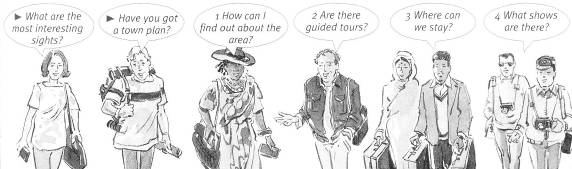 ► What are the
most interesting
sights?
► Have you got
a town plan?
1 How can I
find out about the
area?
2 Are there
guided tours?
3 Where can
we stay?
4 What shows
are there?